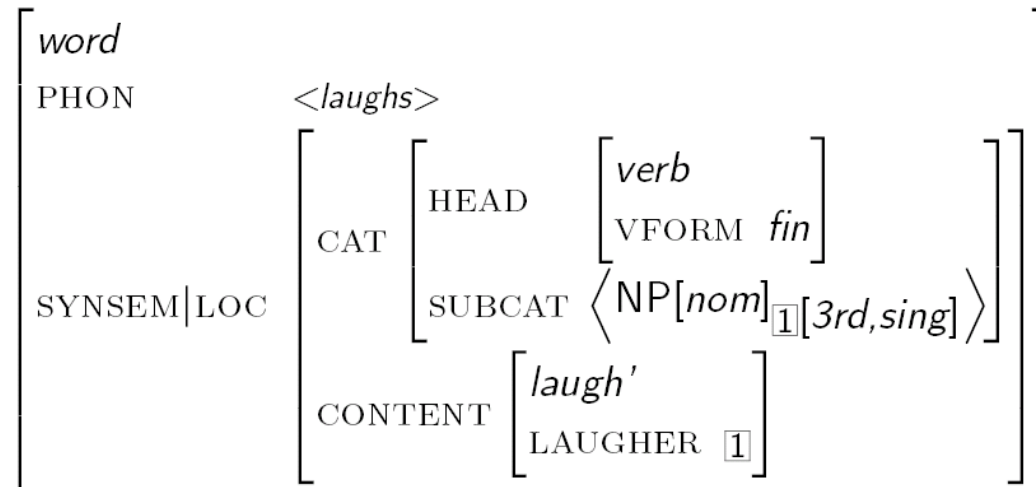 word
PHON <laughs>
HEAD verb
VFORM fin
CAT
SUBCAT ⟨NP[nom] 1 [3rd,sing]⟩
SYNSEM|LOC
CONTENT laugh'
LAUGHER 1